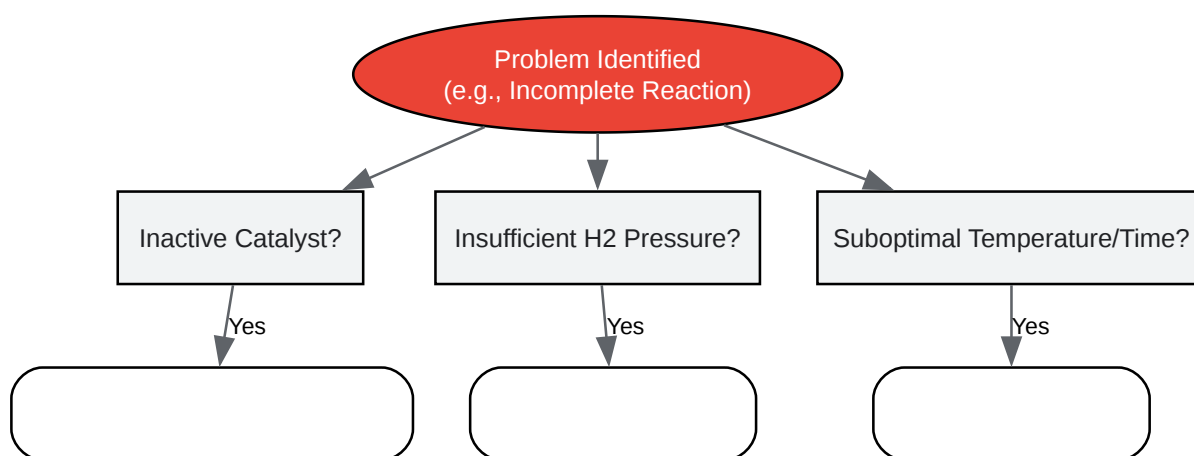 Problem Identified
(e.g., Incomplete Reaction)
Inactive Catalyst?
Insufficient H2 Pressure?
Suboptimal Temperature/Time?
Yes
Yes
Yes